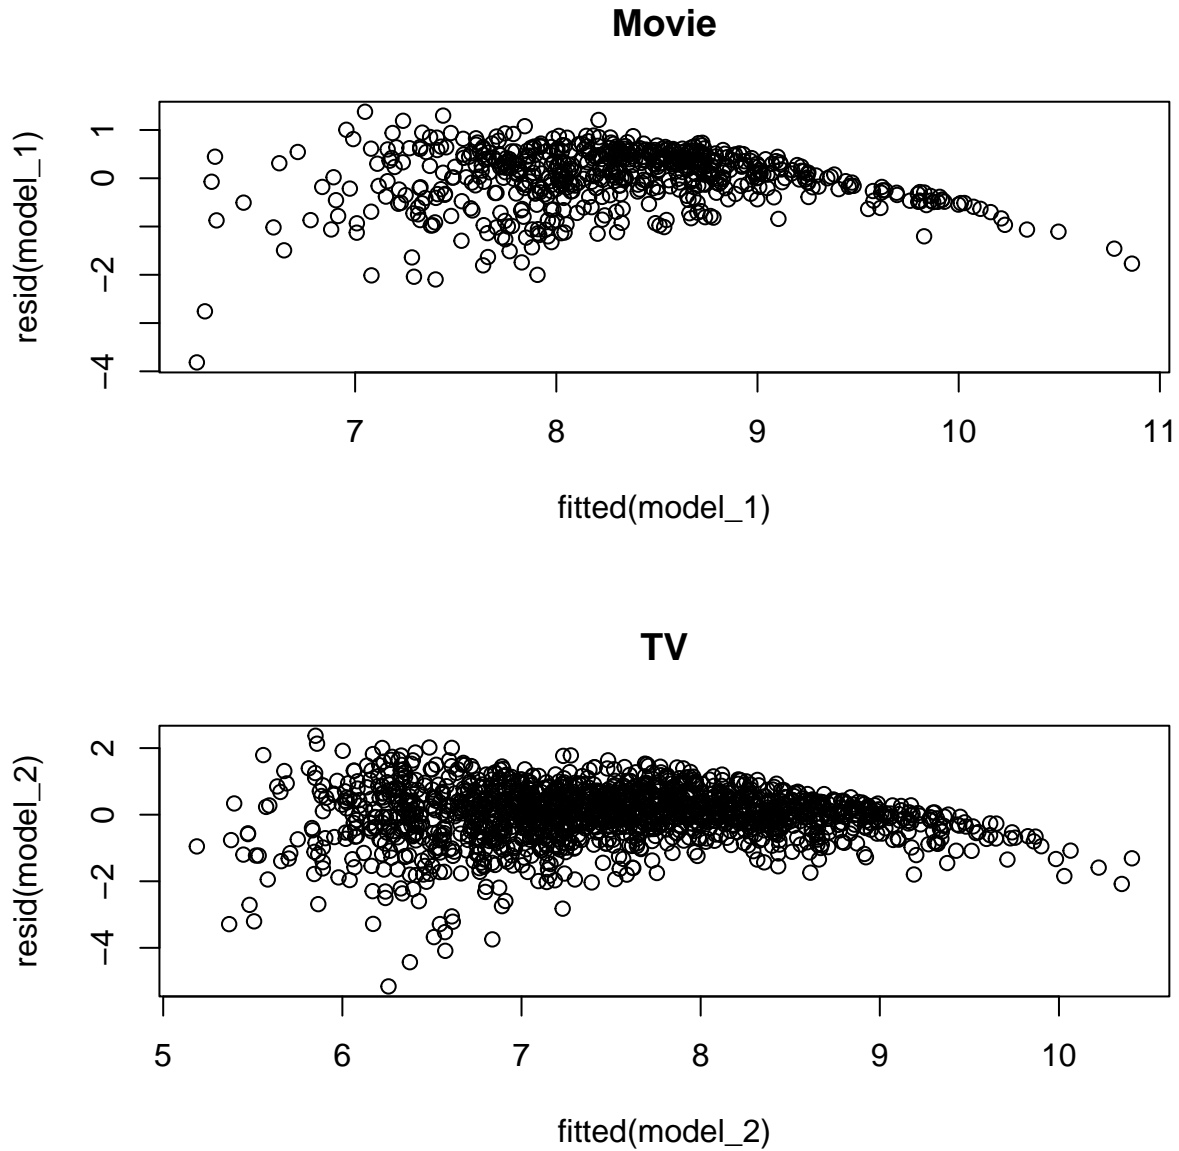 Movie
resid(model_1)
1
0
−2
−4
7 8 9 10 11
fitted(model_1)
TV
resid(model_2)
2
0
−2
−4
5 6 7 8 9 10
fitted(model_2)